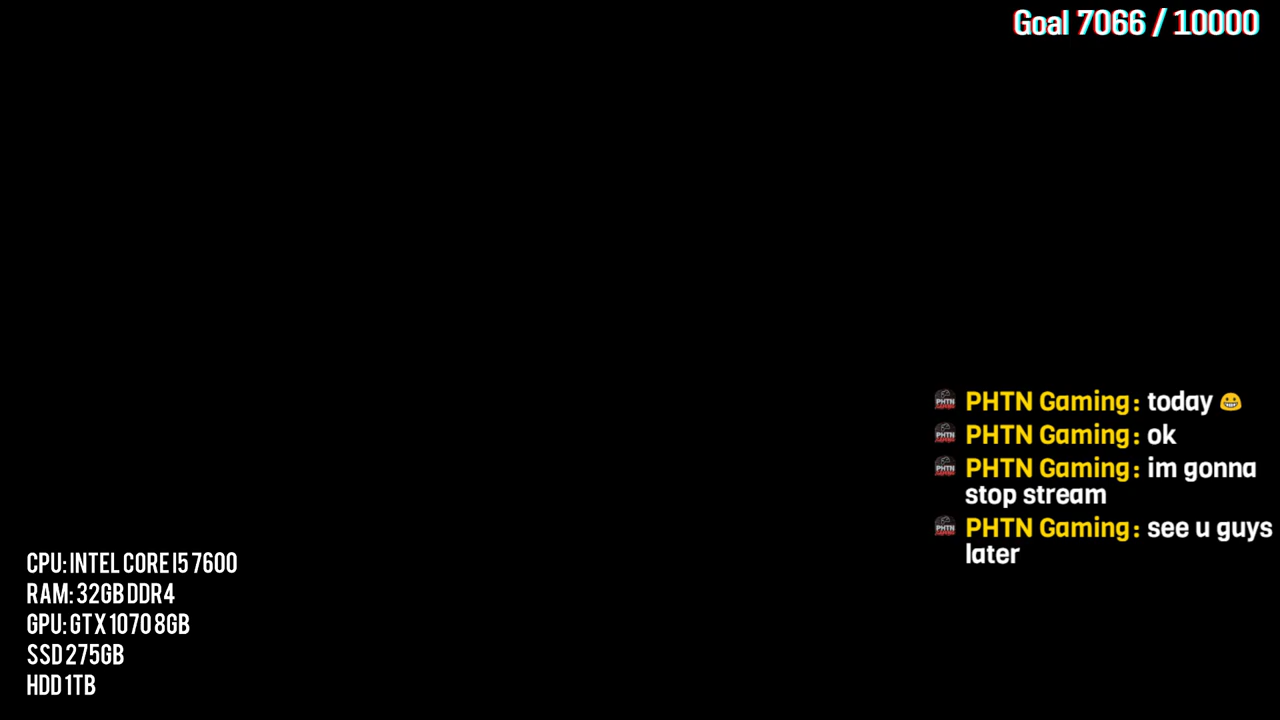 Goal 7066 / 10000
PHTN Gaming: today 😀
PHTN Gaming: ok
PHTN Gaming: im gonna
stop stream
PHTN Gaming: see u guys
later
CPU: INTEL CORE I5 7600
RAM: 32GB DDR4
GPU: GTX 1070 8GB
SSD 275GB
HDD 1TB